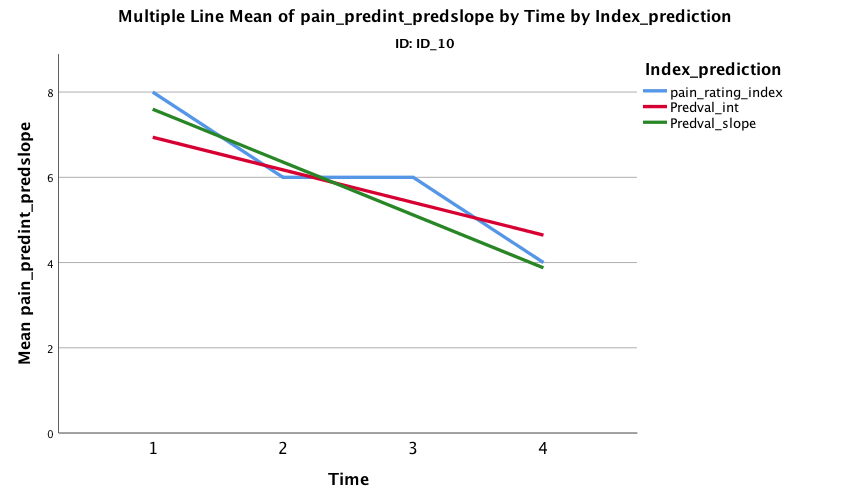 Multiple Line Mean of pain_predint_predslope by Time by Index_prediction
ID: ID_10
Index_prediction
pain_rating_index
Predval_int
Predval_slope
Mean pain_predint_predslope
8
6
4
2
0
1 2 3 4
Time